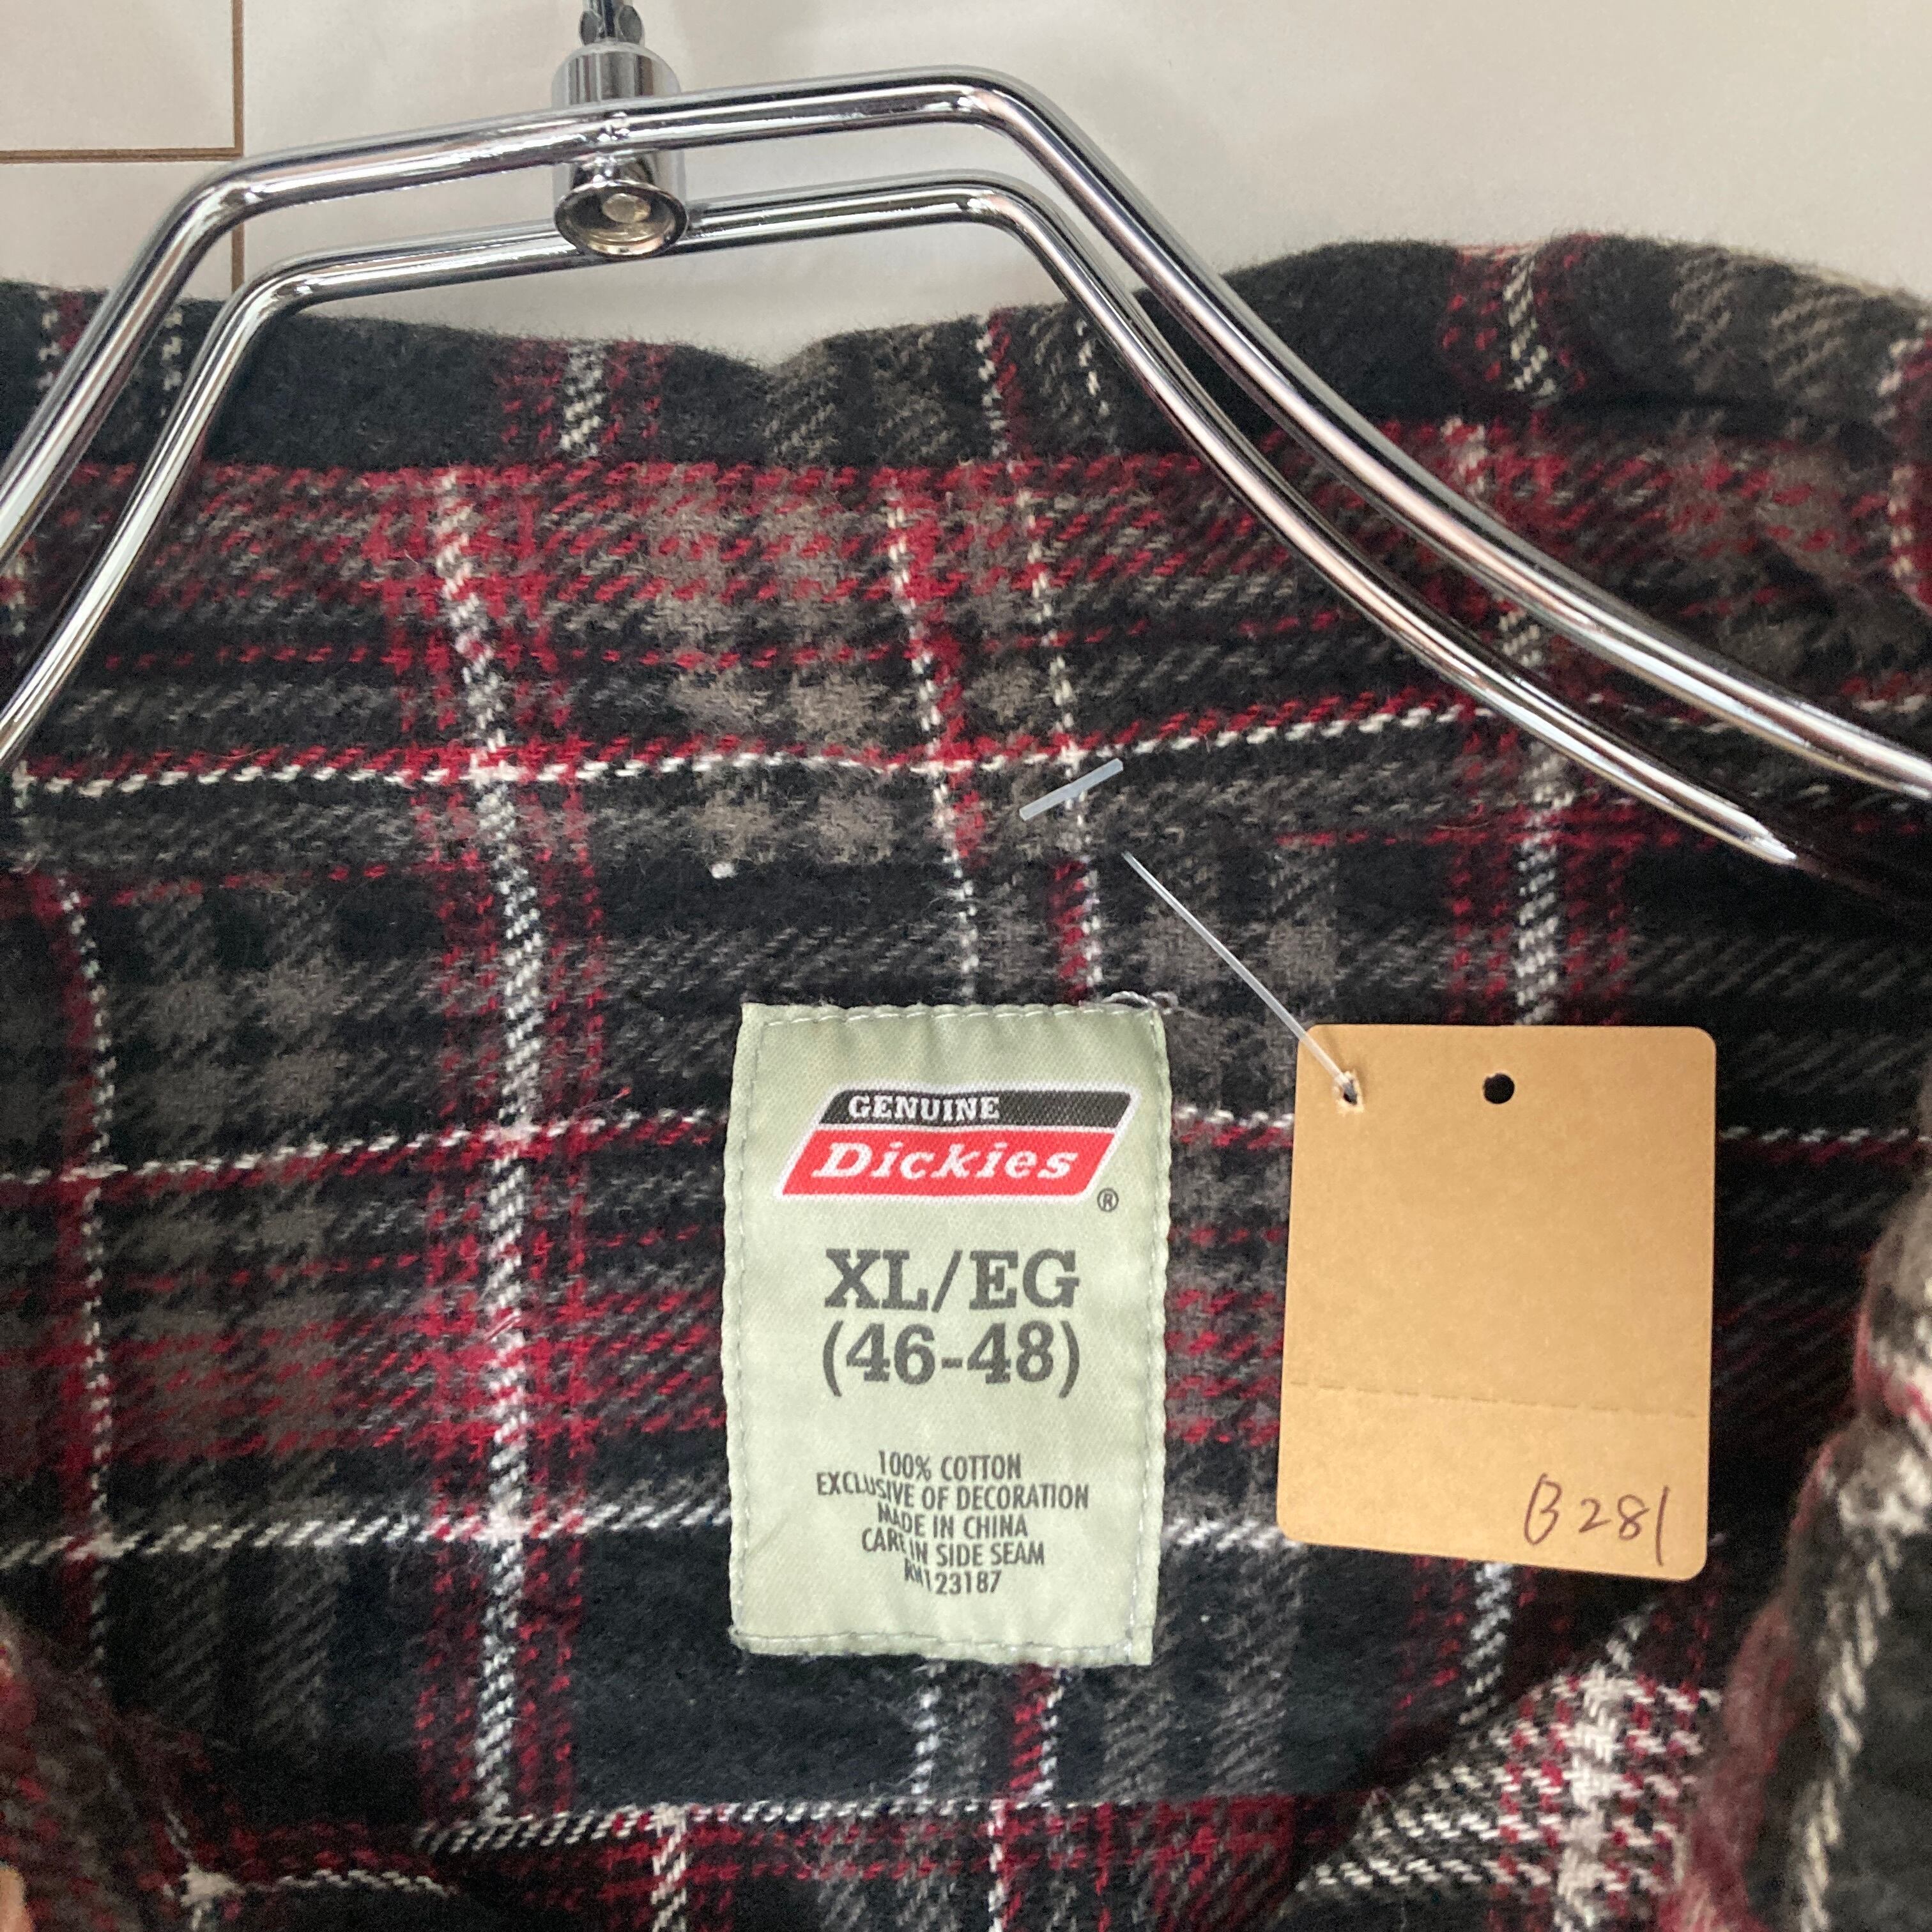 GENUINE
Dickies
®
XL/EG
(46-48)
100% COTTON
EXCLUSIVE OF DECORATION
MADE IN CHINA
CARE IN SIDE SEAM
RN123187
B281